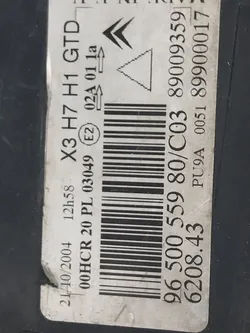 X3 H7 H1 GTD
02A 01 1a
00HCR 20 PL 03049 E2
21/10/2004 12h58
89009359
89900017
PU9A 0051
96 500 559 80/C03
6208.43